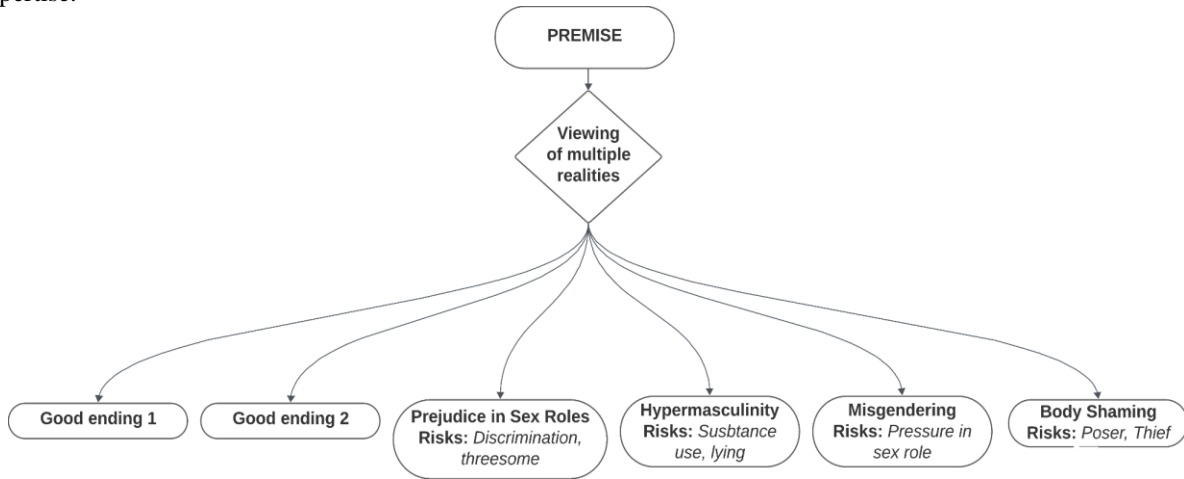 PREMISE
Viewing
of multiple
realities
Good ending 1
Good ending 2
Prejudice in Sex Roles
Risks: Discrimination,
threesome
Hypermasculinity
Risks: Susbtance
use, lying
Misgendering
Risks: Pressure in
sex role
Body Shaming
Risks: Poser, Thief